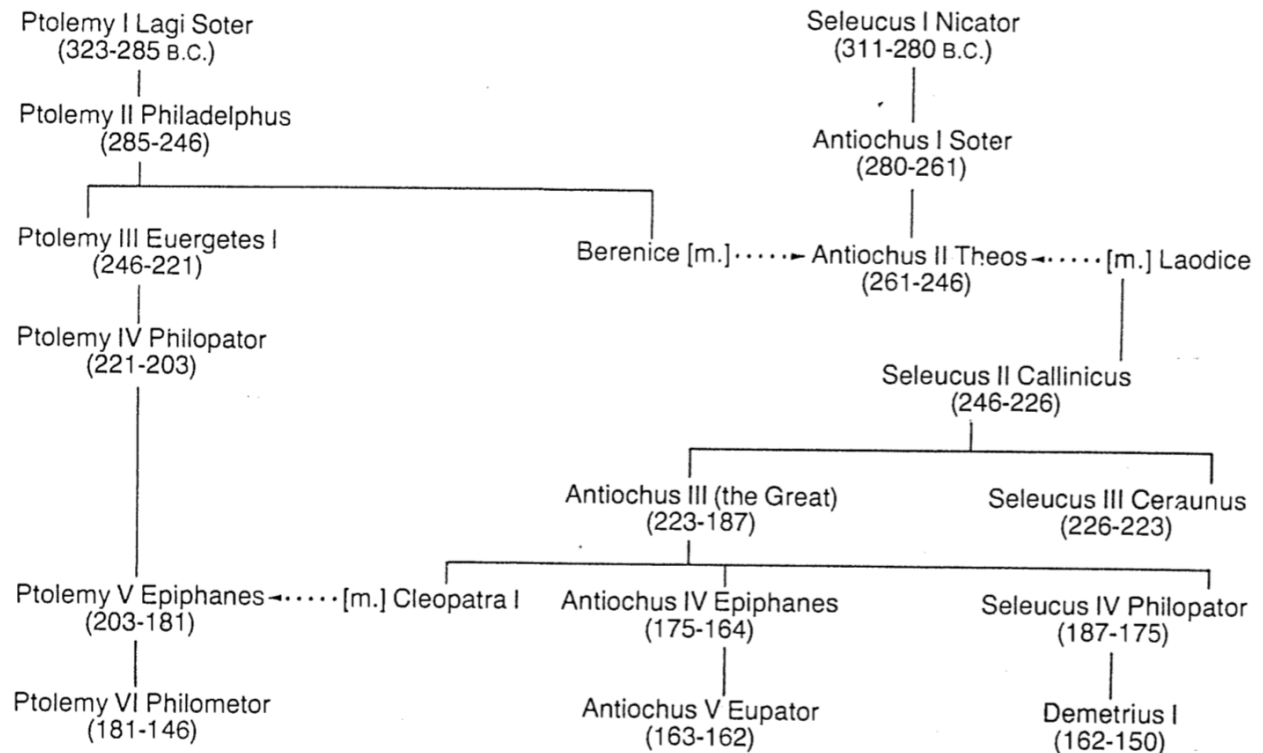 Ptolemy I Lagi Soter
(323-285 B.C.)
Seleucus I Nicator
(311-280 B.C.)
Ptolemy II Philadelphus
(285-246)
Antiochus I Soter
(280-261)
Ptolemy III Euergetes I
(246-221)
Berenice [m.]·····►Antiochus II Theos◄·····[m.] Laodice
(261-246)
Ptolemy IV Philopator
(221-203)
Seleucus II Callinicus
(246-226)
Antiochus III (the Great)
(223-187)
Seleucus III Ceraunus
(226-223)
Ptolemy V Epiphanes◄·····[m.] Cleopatra I
(203-181)
Antiochus IV Epiphanes
(175-164)
Seleucus IV Philopator
(187-175)
Ptolemy VI Philometor
(181-146)
Antiochus V Eupator
(163-162)
Demetrius I
(162-150)